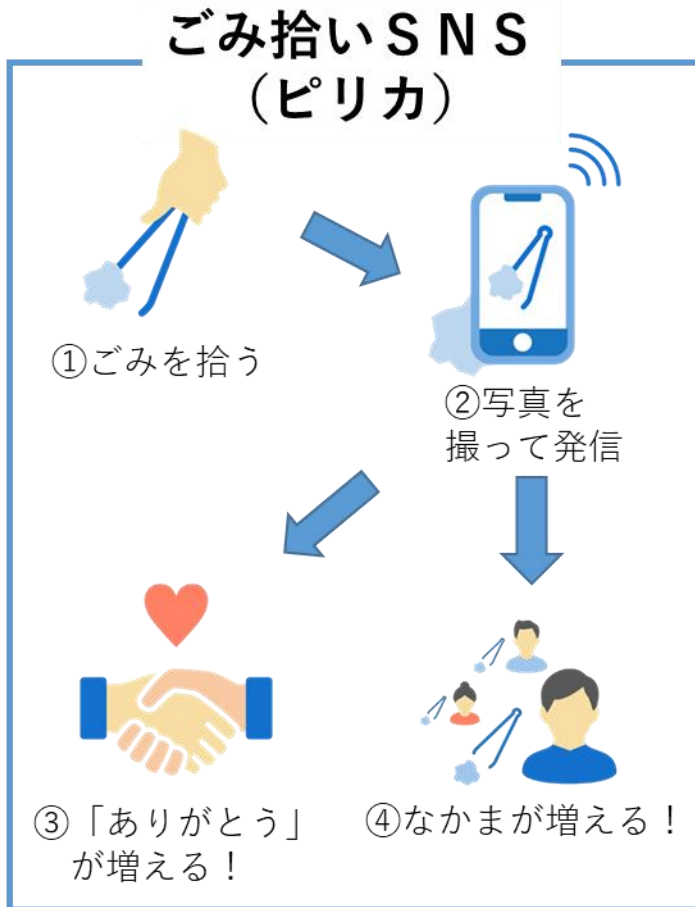 ごみ拾いＳＮＳ
（ピリカ）
①ごみを拾う
②写真を
撮って発信
③「ありがとう」
が増える！
④なかまが増える！